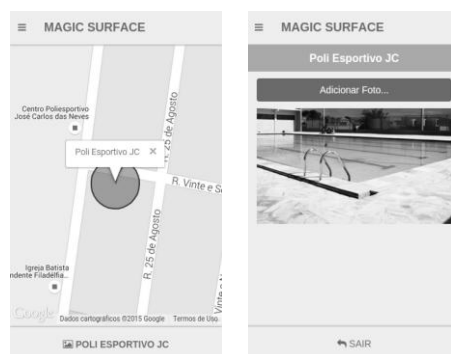 MAGIC SURFACE
Centro Poliesportivo
José Carlos das Neves
R. 25 de Agosto
Poli Esportivo JC ×
R. Vinte e S
R. 25 de Agosto
Igreja Batista
ndente Filadélfia...
Vinte e
Google
Dados cartográficos ©2015 Google Termos de Uso
POLI ESPORTIVO JC
MAGIC SURFACE
Poli Esportivo JC
Adicionar Foto...
SAIR